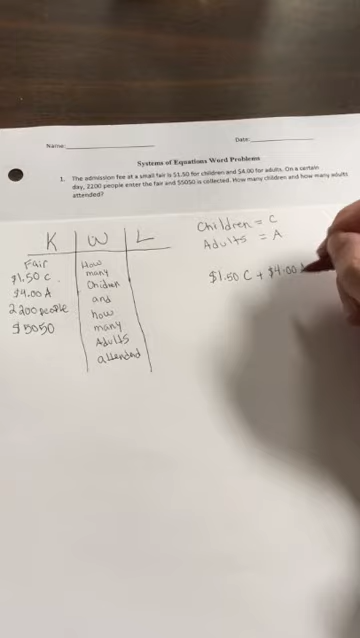 Name: Date:
Systems of Equations Word Problems
1. The admission fee at a small fair is $1.50 for children and $4.00 for adults. On a certain
day, 2200 people enter the fair and $5050 is collected. How many children and how many adults
attended?
K W L
Fair
$1.50 C
$4.00 A
2200 people
$5050
How
many
Children
and
how
many
Adults
attended
Children = C
Adults = A
$1.50 C + $4.00 A